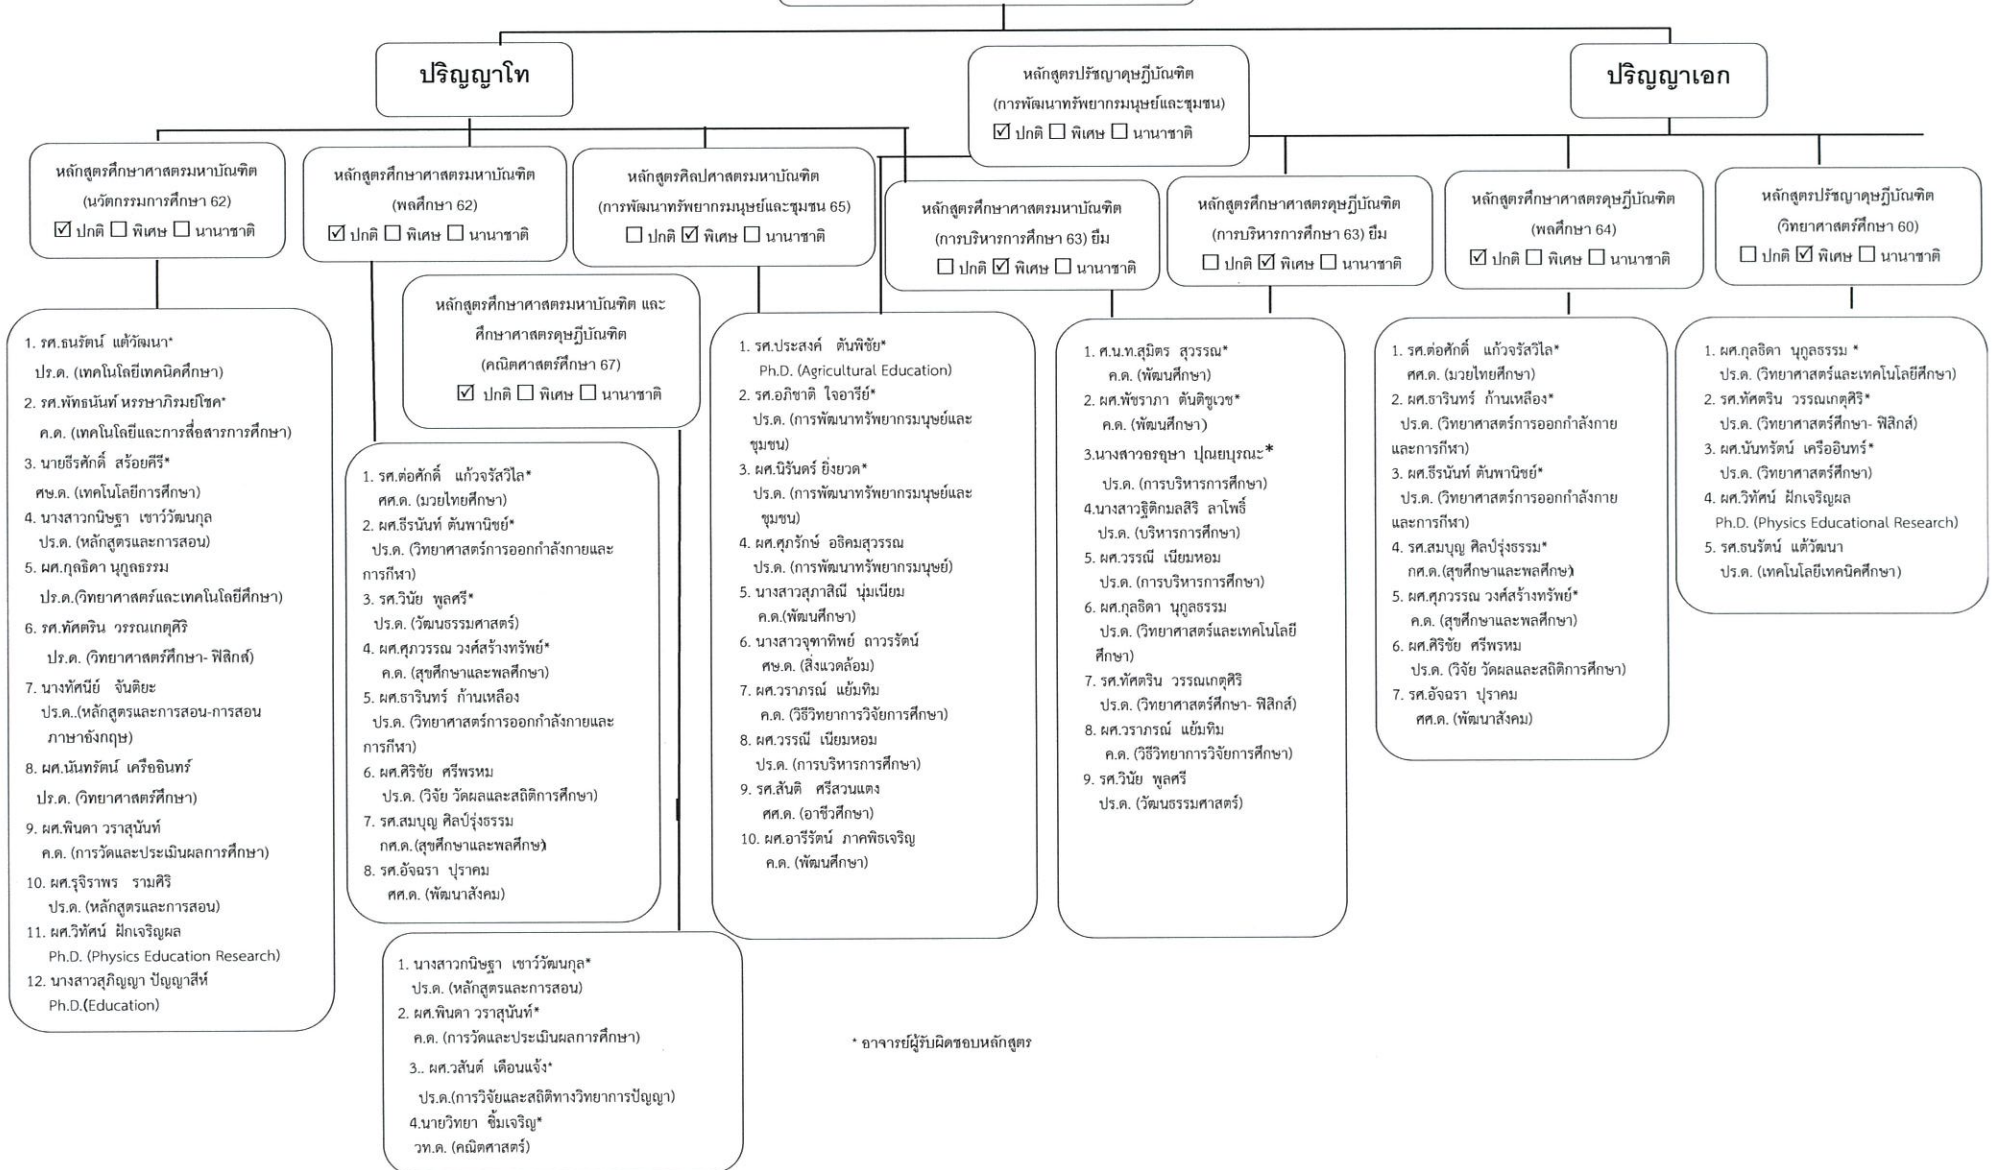 ปริญญาโท
หลักสูตรปรัชญาดุษฎีบัณฑิต
(การพัฒนาทรัพยากรมนุษย์และชุมชน)
☑ ปกติ ☐ พิเศษ ☐ นานาชาติ
ปริญญาเอก
หลักสูตรศึกษาศาสตรมหาบัณฑิต
(นวัตกรรมการศึกษา 62)
☑ ปกติ ☐ พิเศษ ☐ นานาชาติ
หลักสูตรศึกษาศาสตรมหาบัณฑิต
(พลศึกษา 62)
☑ ปกติ ☐ พิเศษ ☐ นานาชาติ
หลักสูตรศิลปศาสตรมหาบัณฑิต
(การพัฒนาทรัพยากรมนุษย์และชุมชน 65)
☐ ปกติ ☑ พิเศษ ☐ นานาชาติ
หลักสูตรศึกษาศาสตรมหาบัณฑิต
(การบริหารการศึกษา 63) ยืม
☐ ปกติ ☑ พิเศษ ☐ นานาชาติ
หลักสูตรศึกษาศาสตรดุษฎีบัณฑิต
(การบริหารการศึกษา 63) ยืม
☐ ปกติ ☑ พิเศษ ☐ นานาชาติ
หลักสูตรศึกษาศาสตรดุษฎีบัณฑิต
(พลศึกษา 64)
☑ ปกติ ☐ พิเศษ ☐ นานาชาติ
หลักสูตรปรัชญาดุษฎีบัณฑิต
(วิทยาศาสตร์ศึกษา 60)
☐ ปกติ ☑ พิเศษ ☐ นานาชาติ
หลักสูตรศึกษาศาสตรมหาบัณฑิต และ
ศึกษาศาสตรดุษฎีบัณฑิต
(คณิตศาสตร์ศึกษา 67)
☑ ปกติ ☐ พิเศษ ☐ นานาชาติ
1. รศ.ธนรัตน์ แต้วัฒนา*
ปร.ด. (เทคโนโลยีเทคนิคศึกษา)
2. รศ.พัทธนันท์ หรรษาภิรมย์โชค*
ค.ด. (เทคโนโลยีและการสื่อสารการศึกษา)
3. นายธีรศักดิ์ สร้อยคีรี*
ศษ.ด. (เทคโนโลยีการศึกษา)
4. นางสาวกนิษฐา เชาว์วัฒนกุล
ปร.ด. (หลักสูตรและการสอน)
5. ผศ.กุลธิดา นุกูลธรรม
ปร.ด.(วิทยาศาสตร์และเทคโนโลยีศึกษา)
6. รศ.ทัศตริน วรรณเกตุศิริ
ปร.ด. (วิทยาศาสตร์ศึกษา- ฟิสิกส์)
7. นางทัศนีย์ จันติยะ
ปร.ด..(หลักสูตรและการสอน-การสอน
ภาษาอังกฤษ)
8. ผศ.นันทรัตน์ เครืออินทร์
ปร.ด. (วิทยาศาสตร์ศึกษา)
9. ผศ.พินดา วราสุนันท์
ค.ด. (การวัดและประเมินผลการศึกษา)
10. ผศ.รุจิราพร รามศิริ
ปร.ด. (หลักสูตรและการสอน)
11. ผศ.วิทัศน์ ฝักเจริญผล
Ph.D. (Physics Education Research)
12. นางสาวสุภิญญา ปัญญาสีห์
Ph.D.(Education)
1. รศ.ต่อศักดิ์ แก้วจรัสวิไล*
ศศ.ด. (มวยไทยศึกษา)
2. ผศ.ธีรนันท์ ตันพานิชย์*
ปร.ด. (วิทยาศาสตร์การออกกำลังกายและ
การกีฬา)
3. รศ.วินัย พูลศรี*
ปร.ด. (วัฒนธรรมศาสตร์)
4. ผศ.ศุภวรรณ วงศ์สร้างทรัพย์*
ค.ด. (สุขศึกษาและพลศึกษา)
5. ผศ.ธารินทร์ ก้านเหลือง
ปร.ด. (วิทยาศาสตร์การออกกำลังกายและ
การกีฬา)
6. ผศ.ศิริชัย ศรีพรหม
ปร.ด. (วิจัย วัดผลและสถิติการศึกษา)
7. รศ.สมบุญ ศิลป์รุ่งธรรม
กศ.ด.(สุขศึกษาและพลศึกษา)
8. รศ.อัจฉรา ปุราคม
ศศ.ด. (พัฒนาสังคม)
1. นางสาวกนิษฐา เชาว์วัฒนกุล*
ปร.ด. (หลักสูตรและการสอน)
2. ผศ.พินดา วราสุนันท์*
ค.ด. (การวัดและประเมินผลการศึกษา)
3.. ผศ.วสันต์ เดือนแจ้ง*
ปร.ด.(การวิจัยและสถิติทางวิทยาการปัญญา)
4.นายวิทยา ซิ้มเจริญ*
วท.ด. (คณิตศาสตร์)
1. รศ.ประสงค์ ตันพิชัย*
Ph.D. (Agricultural Education)
2. รศ.อภิชาติ ใจอารีย์*
ปร.ด. (การพัฒนาทรัพยากรมนุษย์และ
ชุมชน)
3. ผศ.นิรันดร์ ยิ่งยวด*
ปร.ด. (การพัฒนาทรัพยากรมนุษย์และ
ชุมชน)
4. ผศ.ศุภรักษ์ อธิคมสุวรรณ
ปร.ด. (การพัฒนาทรัพยากรมนุษย์)
5. นางสาวสุภาสิณี นุ่มเนียม
ค.ด.(พัฒนศึกษา)
6. นางสาวจุฑาทิพย์ ถาวรรัตน์
ศษ.ด. (สิ่งแวดล้อม)
7. ผศ.วราภรณ์ แย้มทิม
ค.ด. (วิธีวิทยาการวิจัยการศึกษา)
8. ผศ.วรรณี เนียมหอม
ปร.ด. (การบริหารการศึกษา)
9. รศ.สันติ ศรีสวนแตง
ศศ.ด. (อาชีวศึกษา)
10. ผศ.อารีรัตน์ ภาคพิธเจริญ
ค.ด. (พัฒนศึกษา)
1. ศ.น.ท.สุมิตร สุวรรณ*
ค.ด. (พัฒนศึกษา)
2. ผศ.พัชราภา ตันติชูเวช*
ค.ด. (พัฒนศึกษา)
3.นางสาวอรอุษา ปุณยบุรณะ*
ปร.ด. (การบริหารการศึกษา)
4.นางสาวฐิติกมลสิริ ลาโพธิ์
ปร.ด. (บริหารการศึกษา)
5. ผศ.วรรณี เนียมหอม
ปร.ด. (การบริหารการศึกษา)
6. ผศ.กุลธิดา นุกูลธรรม
ปร.ด. (วิทยาศาสตร์และเทคโนโลยี
ศึกษา)
7. รศ.ทัศตริน วรรณเกตุศิริ
ปร.ด. (วิทยาศาสตร์ศึกษา- ฟิสิกส์)
8. ผศ.วราภรณ์ แย้มทิม
ค.ด. (วิธีวิทยาการวิจัยการศึกษา)
9. รศ.วินัย พูลศรี
ปร.ด. (วัฒนธรรมศาสตร์)
1. รศ.ต่อศักดิ์ แก้วจรัสวิไล*
ศศ.ด. (มวยไทยศึกษา)
2. ผศ.ธารินทร์ ก้านเหลือง*
ปร.ด. (วิทยาศาสตร์การออกกำลังกาย
และการกีฬา)
3. ผศ.ธีรนันท์ ตันพานิชย์*
ปร.ด. (วิทยาศาสตร์การออกกำลังกาย
และการกีฬา)
4. รศ.สมบุญ ศิลป์รุ่งธรรม*
กศ.ด.(สุขศึกษาและพลศึกษา)
5. ผศ.ศุภวรรณ วงศ์สร้างทรัพย์*
ค.ด. (สุขศึกษาและพลศึกษา)
6. ผศ.ศิริชัย ศรีพรหม
ปร.ด. (วิจัย วัดผลและสถิติการศึกษา)
7. รศ.อัจฉรา ปุราคม
ศศ.ด. (พัฒนาสังคม)
1. ผศ.กุลธิดา นุกูลธรรม *
ปร.ด. (วิทยาศาสตร์และเทคโนโลยีศึกษา)
2. รศ.ทัศตริน วรรณเกตุศิริ*
ปร.ด. (วิทยาศาสตร์ศึกษา- ฟิสิกส์)
3. ผศ.นันทรัตน์ เครืออินทร์*
ปร.ด. (วิทยาศาสตร์ศึกษา)
4. ผศ.วิทัศน์ ฝักเจริญผล
Ph.D. (Physics Educational Research)
5. รศ.ธนรัตน์ แต้วัฒนา
ปร.ด. (เทคโนโลยีเทคนิคศึกษา)
* อาจารย์ผู้รับผิดชอบหลักสูตร